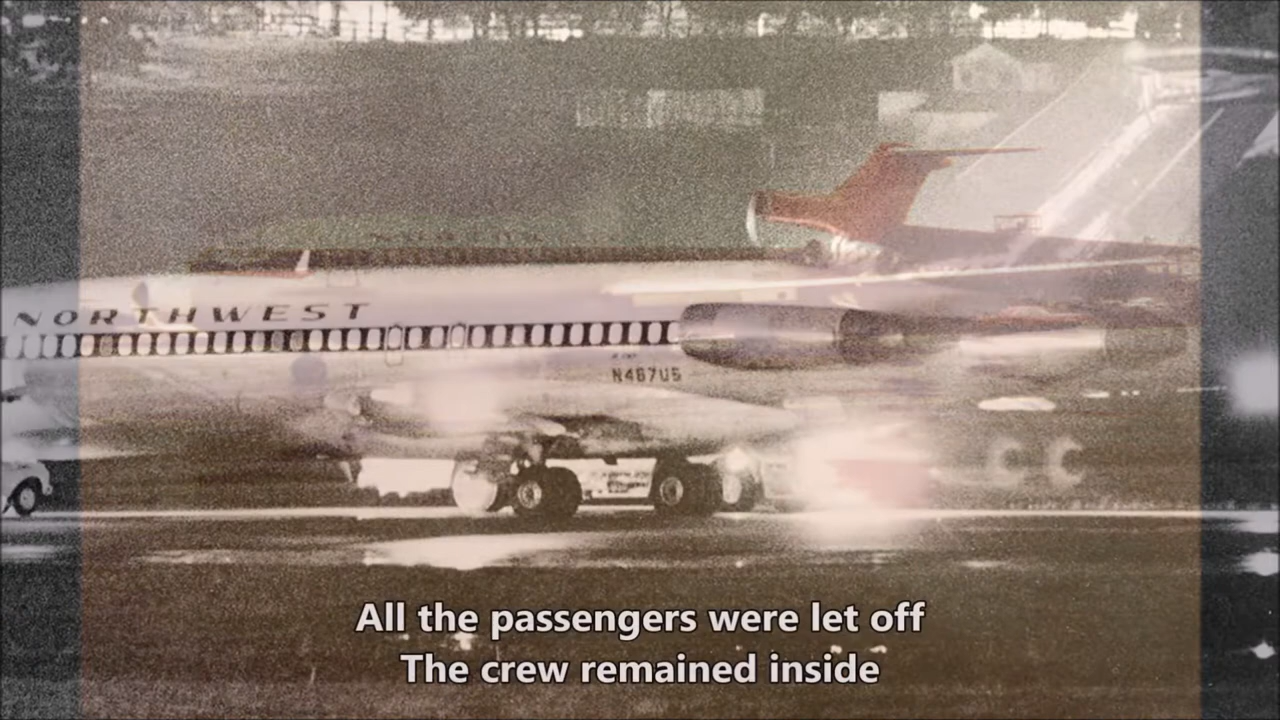 NORTHWEST
N467US
All the passengers were let off
The crew remained inside